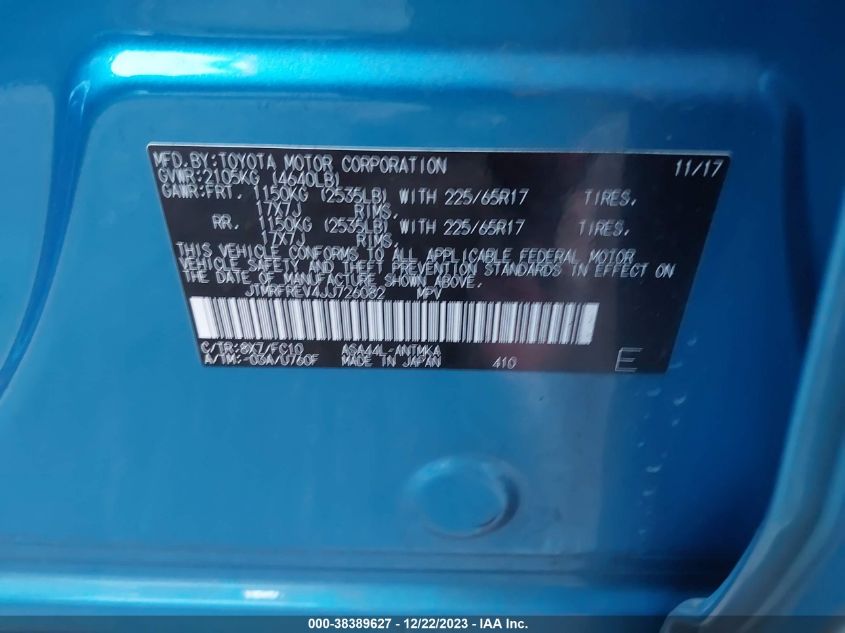 MFD.BY:TOYOTA MOTOR CORPORATION 11/17
GVWR:2105KG (4640LB)
GAWR:FRT. 1150KG (2535LB) WITH 225/65R17 TIRES,
17X7J RIMS,
RR. 1150KG (2535LB) WITH 225/65R17 TIRES,
17X7J RIMS,
THIS VEHICLE CONFORMS TO ALL APPLICABLE FEDERAL MOTOR
VEHICLE SAFETY AND THEFT PREVENTION STANDARDS IN EFFECT ON
THE DATE OF MANUFACTURE SHOWN ABOVE.
JTMRFREV4JJ726082 MPV
C/TR:8X7/FC10 ASA44L-ANTMKA
A/TM:-03A/U760F MADE IN JAPAN 410 E
000-38389627 - 12/22/2023 - IAA Inc.